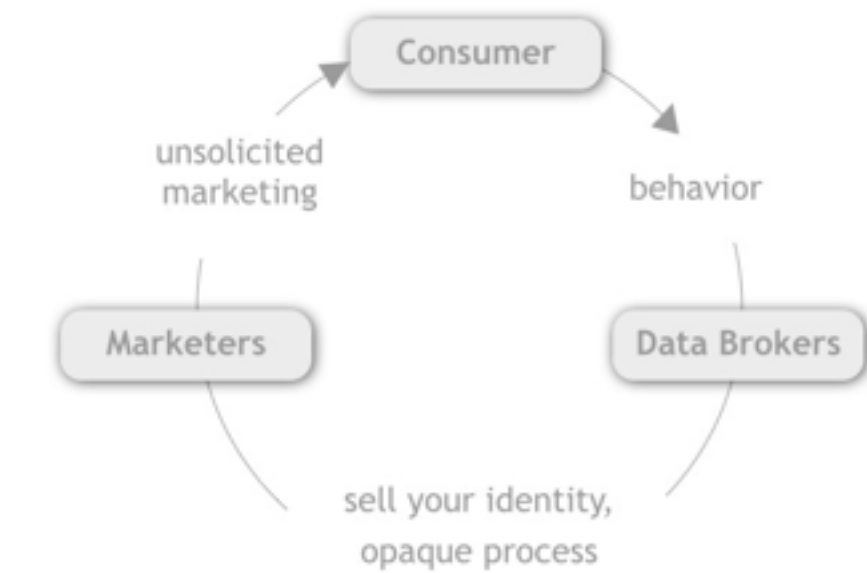 Consumer
unsolicited
marketing
behavior
Marketers
Data Brokers
sell your identity,
opaque process